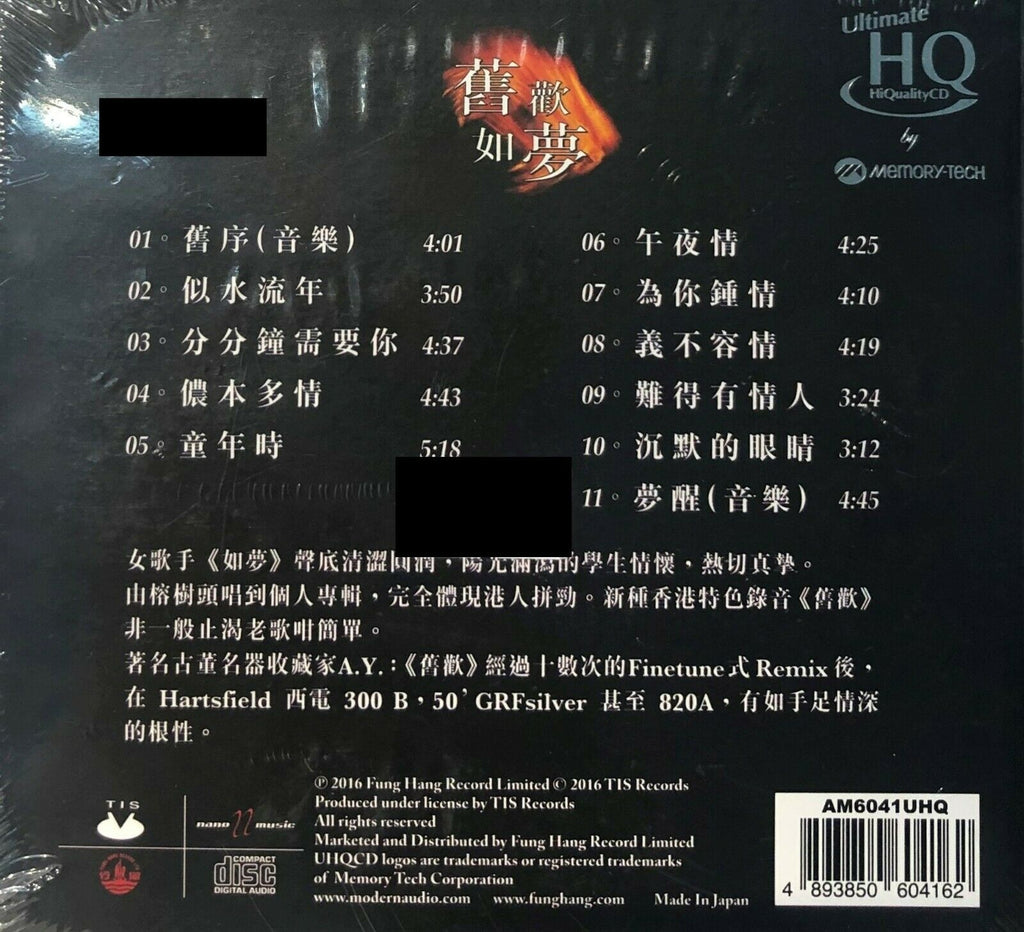 Ultimate
HQ
HiQualityCD
by
MEMORY-TECH
舊歡
如夢
01。舊序(音樂) 4:01
02。似水流年 3:50
03。分分鐘需要你 4:37
04。儂本多情 4:43
05。童年時 5:18
06。午夜情 4:25
07。為你鍾情 4:10
08。義不容情 4:19
09。難得有情人 3:24
10。沉默的眼睛 3:12
11。夢醒(音樂) 4:45
女歌手《如夢》聲底清澀圓潤，陽光滿瀉的學生情懷，熱切真摯。
由榕樹頭唱到個人專輯，完全體現港人拼勁。新種香港特色錄音《舊歡》
非一般止渴老歌咁簡單。
著名古董名器收藏家A.Y.：《舊歡》經過十數次的Finetune式Remix後，
在 Hartsfield 西電 300 B，50' GRFsilver 甚至 820A，有如手足情深
的根性。
℗ 2016 Fung Hang Record Limited © 2016 TIS Records
Produced under license by TIS Records
All rights reserved
Marketed and Distributed by Fung Hang Record Limited
UHQCD logos are trademarks or registered trademarks
of Memory Tech Corporation
www.modernaudio.com www.funghang.com Made In Japan
TIS
nano 11 music
COMPACT
disc
DIGITAL AUDIO
AM6041UHQ
4 893850 604162